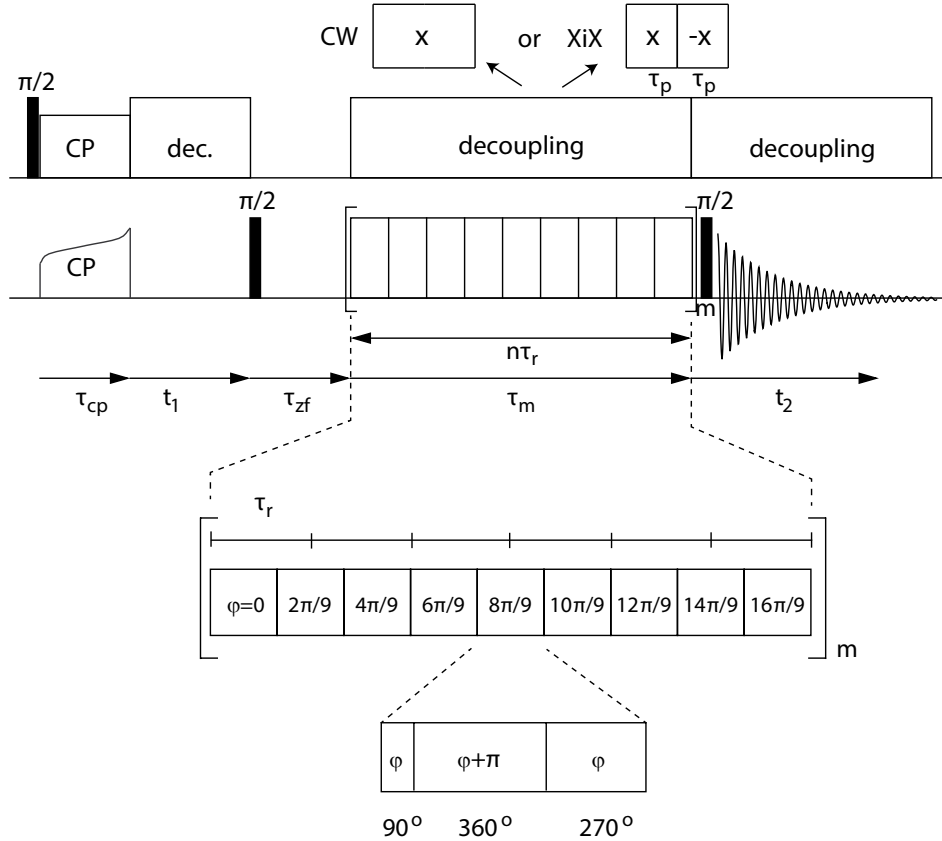 CW x or XiX x -x
τp τp
π/2
CP dec. decoupling decoupling
π/2 π/2
CP
m
nτr
τcp t1 τzf τm t2
τr
φ=0 2π/9 4π/9 6π/9 8π/9 10π/9 12π/9 14π/9 16π/9
m
φ φ+π φ
90° 360° 270°